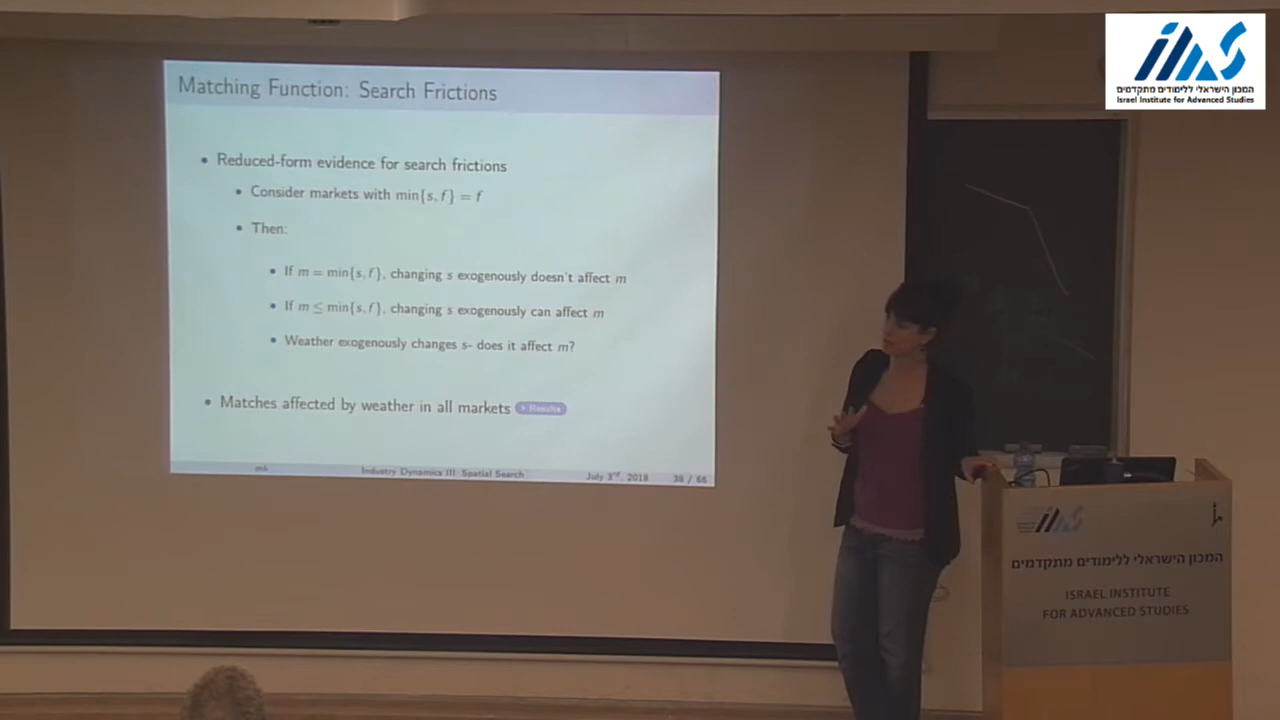 Matching Function: Search Frictions
• Reduced-form evidence for search frictions
• Consider markets with min{s, f} = f
• Then:
• If m = min{s, f}, changing s exogenously doesn't affect m
• If m ≤ min{s, f}, changing s exogenously can affect m
• Weather exogenously changes s- does it affect m?
• Matches affected by weather in all markets Results
Industry Dynamics III: Spatial Search July 3rd, 2018 38 / 66
המכון הישראלי ללימודים מתקדמים
Israel Institute for Advanced Studies
המכון הישראלי ללימודים מתקדמים
ISRAEL INSTITUTE
FOR ADVANCED STUDIES